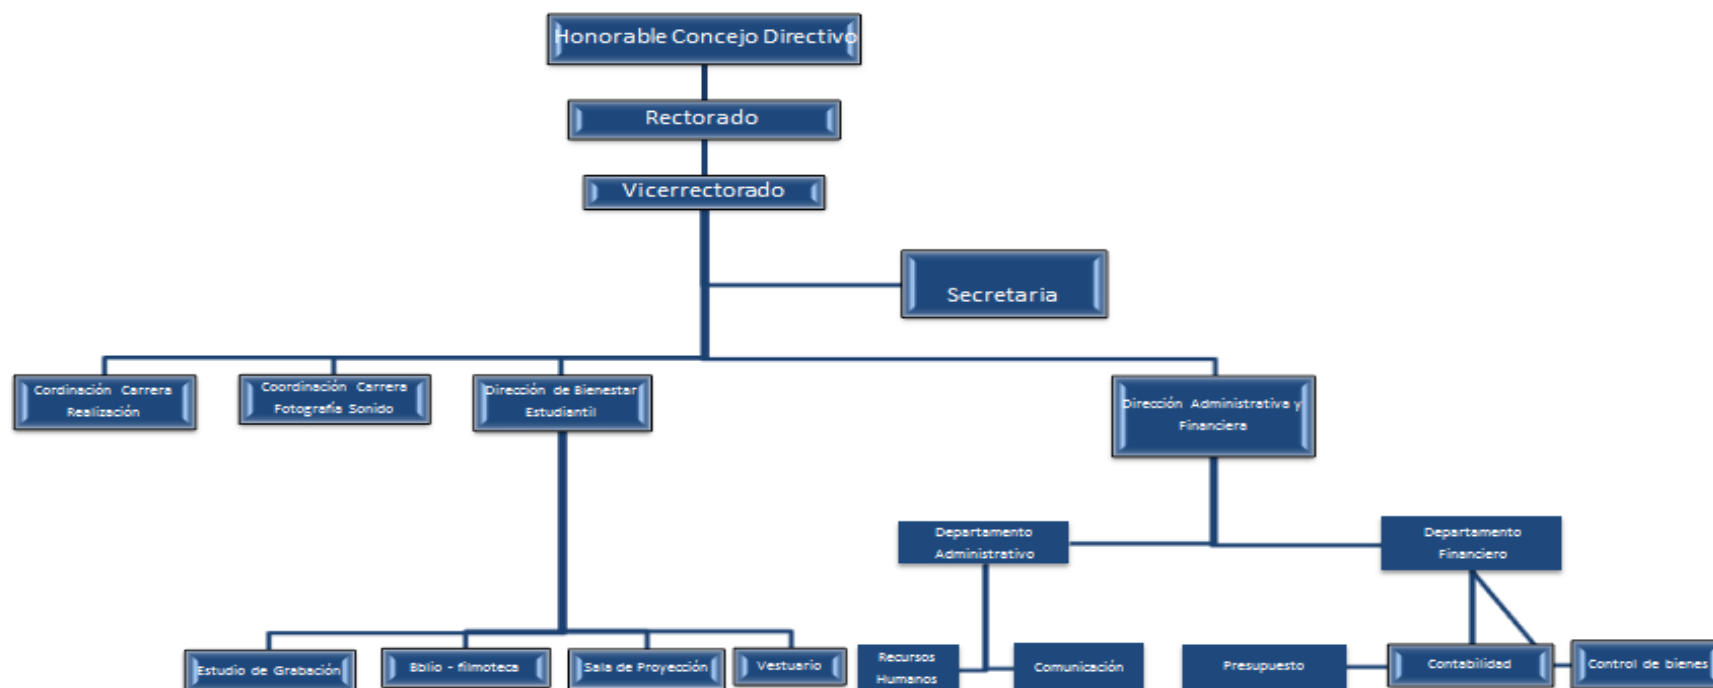 Honorable Concejo Directivo
Rectorado
Vicerrectorado
Secretaria
Cordinación Carrera
Realización
Coordinación Carrera
Fotografía Sonido
Dirección de Bienestar
Estudiantil
Dirección Administrativa y
Financiera
Departamento
Administrativo
Departamento
Financiero
Estudio de Grabación
Bblio - filmoteca
Sala de Proyección
Vestuario
Recursos
Humanos
Comunicación
Presupuesto
Contabilidad
Control de bienes